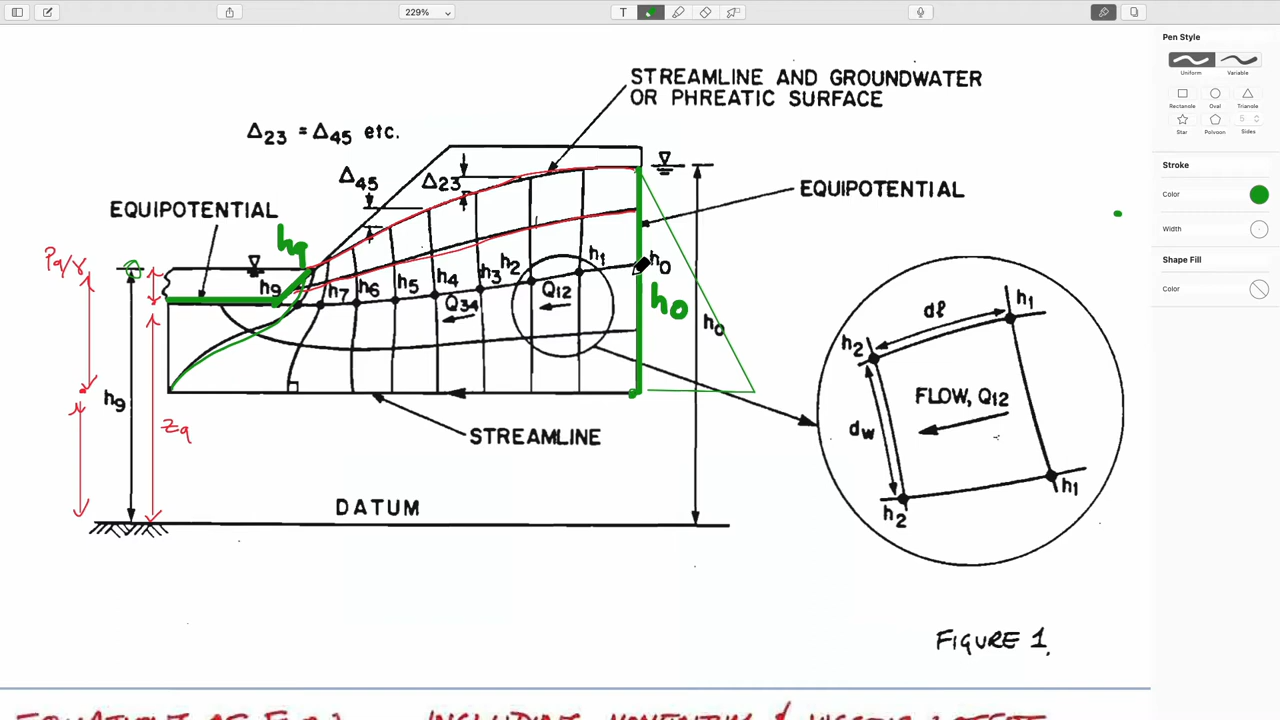 229%
T
Pen Style
Uniform
Variable
Rectangle
Oval
Triangle
Star
Polygon
5
Sides
Stroke
Color
Width
Shape Fill
Color
STREAMLINE AND GROUNDWATER
OR PHREATIC SURFACE
Δ23 = Δ45 etc.
Δ45
Δ23
EQUIPOTENTIAL
EQUIPOTENTIAL
h9
P9/γ
h9
h7
h6
h5
h4
h3
h2
h1
h0
Q34
Q12
h0
h0
h9
Z9
STREAMLINE
DATUM
dl
h1
h2
FLOW, Q12
dw
h1
h2
FIGURE 1.